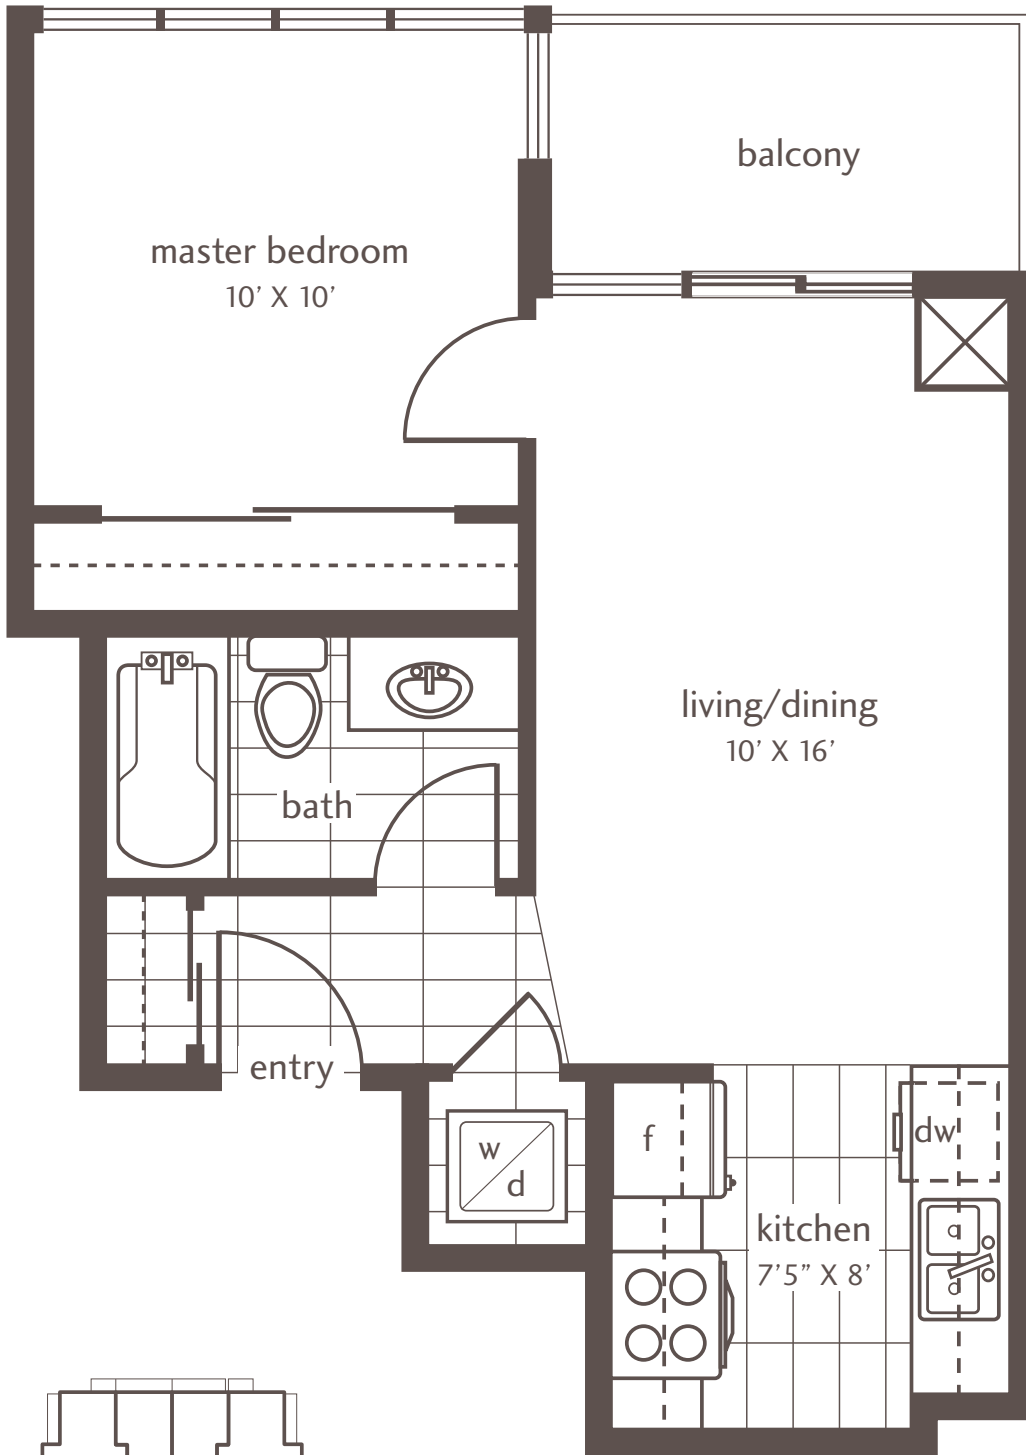 balcony
master bedroom
10’ X 10’
living/dining
10’ X 16’
bath
entry
w
d
f
dw
kitchen
7’5” X 8’